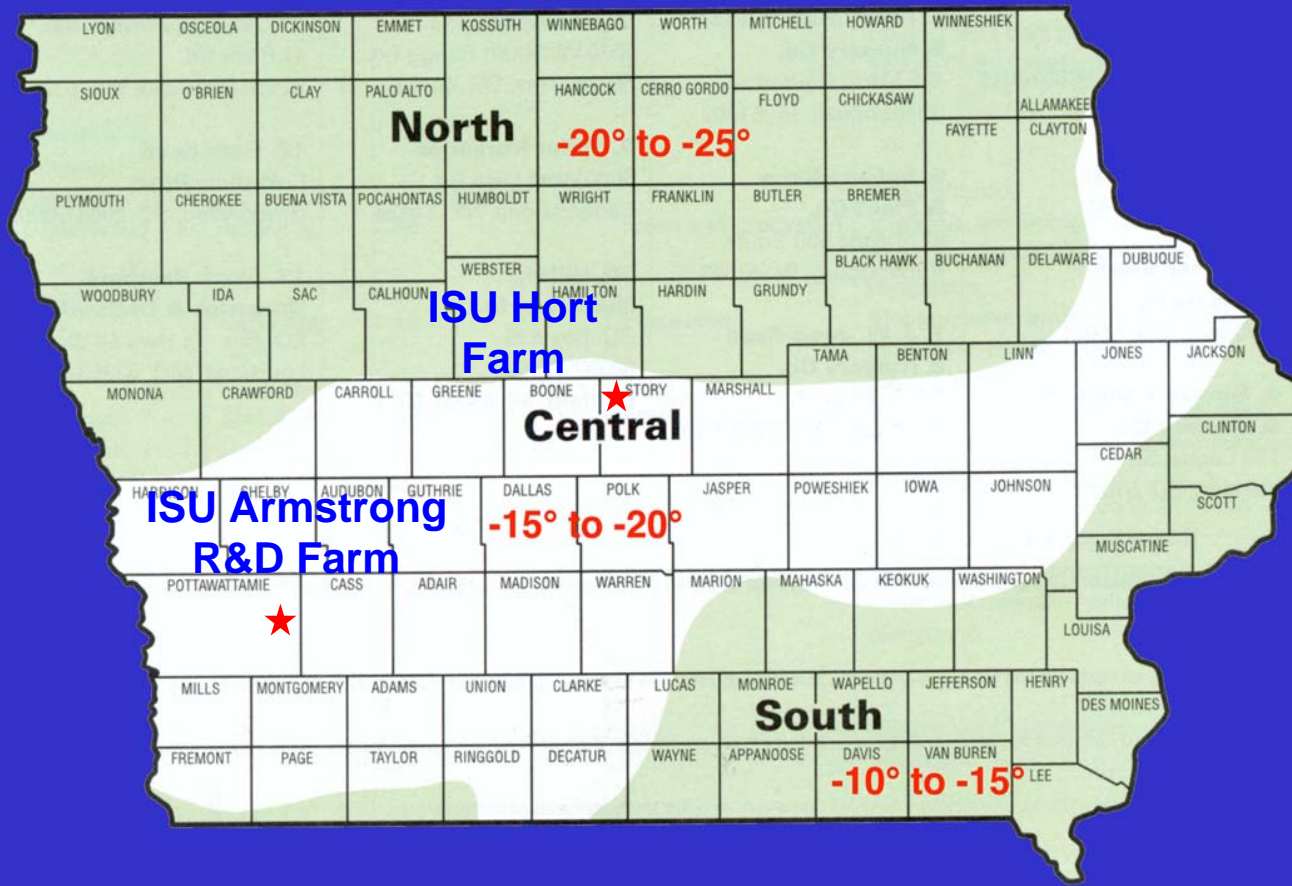 LYON OSCEOLA DICKINSON EMMET KOSSUTH WINNEBAGO WORTH MITCHELL HOWARD WINNESHIEK
SIOUX O'BRIEN CLAY PALO ALTO HANCOCK CERRO GORDO FLOYD CHICKASAW ALLAMAKEE
North -20° to -25° FAYETTE CLAYTON
PLYMOUTH CHEROKEE BUENA VISTA POCAHONTAS HUMBOLDT WRIGHT FRANKLIN BUTLER BREMER
WEBSTER BLACK HAWK BUCHANAN DELAWARE DUBUQUE
WOODBURY IDA SAC CALHOUN HAMILTON HARDIN GRUNDY
ISU Hort
Farm
TAMA BENTON LINN JONES JACKSON
MONONA CRAWFORD CARROLL GREENE BOONE STORY MARSHALL
Central CLINTON
CEDAR
HARRISON SHELBY AUDUBON GUTHRIE DALLAS POLK JASPER POWESHIEK IOWA JOHNSON
SCOTT
ISU Armstrong
R&D Farm
-15° to -20°
MUSCATINE
POTTAWATTAMIE CASS ADAIR MADISON WARREN MARION MAHASKA KEOKUK WASHINGTON
LOUISA
MILLS MONTGOMERY ADAMS UNION CLARKE LUCAS MONROE WAPELLO JEFFERSON HENRY
DES MOINES
South
FREMONT PAGE TAYLOR RINGGOLD DECATUR WAYNE APPANOOSE DAVIS VAN BUREN
-10° to -15° LEE